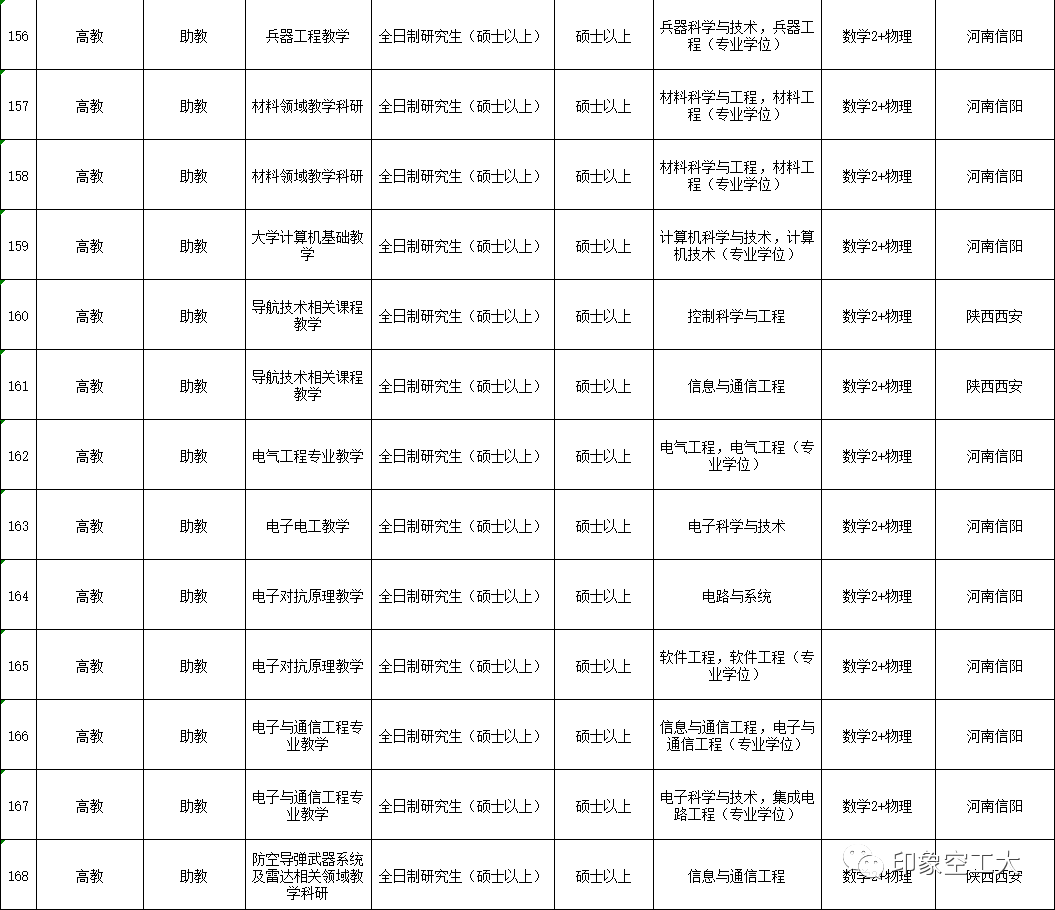 156 高教 助教 兵器工程教学 全日制研究生（硕士以上） 硕士以上 兵器科学与技术，兵器工程（专业学位） 数学2+物理 河南信阳
157 高教 助教 材料领域教学科研 全日制研究生（硕士以上） 硕士以上 材料科学与工程，材料工程（专业学位） 数学2+物理 河南信阳
158 高教 助教 材料领域教学科研 全日制研究生（硕士以上） 硕士以上 材料科学与工程，材料工程（专业学位） 数学2+物理 河南信阳
159 高教 助教 大学计算机基础教学 全日制研究生（硕士以上） 硕士以上 计算机科学与技术，计算机技术（专业学位） 数学2+物理 河南信阳
160 高教 助教 导航技术相关课程教学 全日制研究生（硕士以上） 硕士以上 控制科学与工程 数学2+物理 陕西西安
161 高教 助教 导航技术相关课程教学 全日制研究生（硕士以上） 硕士以上 信息与通信工程 数学2+物理 陕西西安
162 高教 助教 电气工程专业教学 全日制研究生（硕士以上） 硕士以上 电气工程，电气工程（专业学位） 数学2+物理 河南信阳
163 高教 助教 电子电工教学 全日制研究生（硕士以上） 硕士以上 电子科学与技术 数学2+物理 河南信阳
164 高教 助教 电子对抗原理教学 全日制研究生（硕士以上） 硕士以上 电路与系统 数学2+物理 河南信阳
165 高教 助教 电子对抗原理教学 全日制研究生（硕士以上） 硕士以上 软件工程，软件工程（专业学位） 数学2+物理 河南信阳
166 高教 助教 电子与通信工程专业教学 全日制研究生（硕士以上） 硕士以上 信息与通信工程，电子与通信工程（专业学位） 数学2+物理 河南信阳
167 高教 助教 电子与通信工程专业教学 全日制研究生（硕士以上） 硕士以上 电子科学与技术，集成电路工程（专业学位） 数学2+物理 河南信阳
168 高教 助教 防空导弹武器系统及雷达相关领域教学科研 全日制研究生（硕士以上） 硕士以上 信息与通信工程 数学2+物理 陕西西安
印象空工大